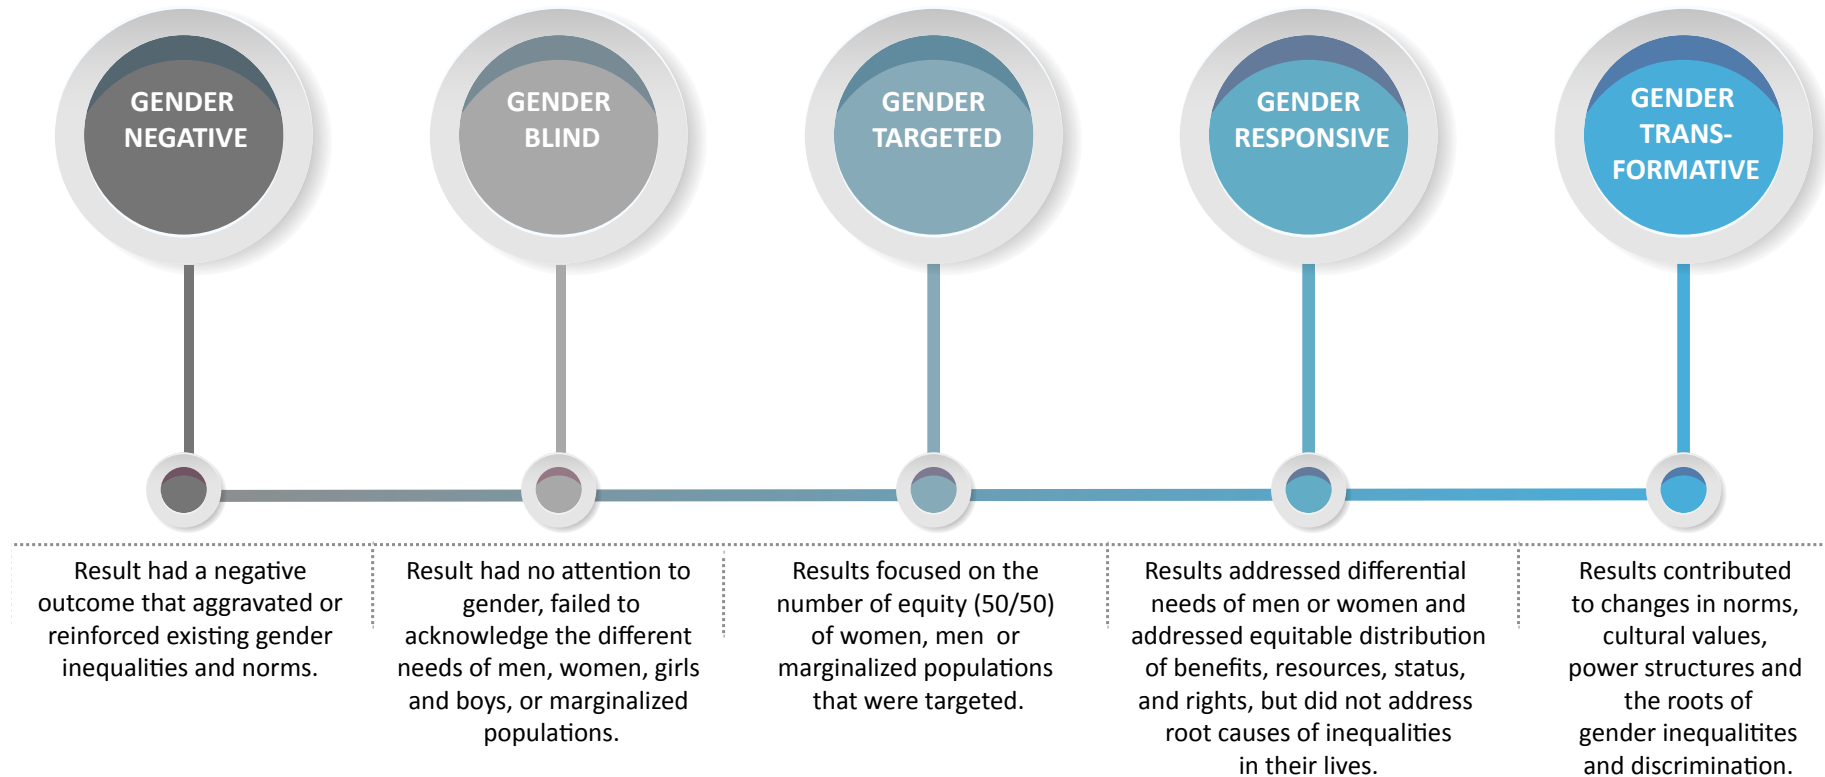 GENDER
NEGATIVE
GENDER
BLIND
GENDER
TARGETED
GENDER
RESPONSIVE
GENDER
TRANS-
FORMATIVE
Result had a negative
outcome that aggravated or
reinforced existing gender
inequalities and norms.
Result had no attention to
gender, failed to
acknowledge the different
needs of men, women, girls
and boys, or marginalized
populations.
Results focused on the
number of equity (50/50)
of women, men or
marginalized populations
that were targeted.
Results addressed differential
needs of men or women and
addressed equitable distribution
of benefits, resources, status,
and rights, but did not address
root causes of inequalities
in their lives.
Results contributed
to changes in norms,
cultural values,
power structures and
the roots of
gender inequalitites
and discrimination.